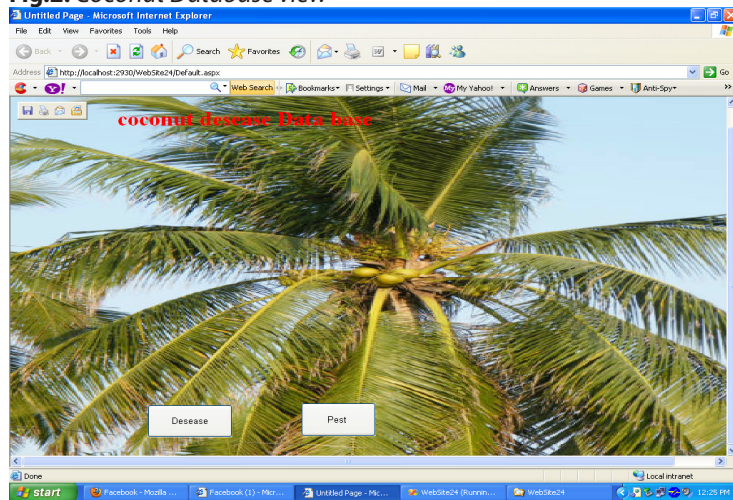 Fig.2. Coconut Database view
Untitled Page - Microsoft Internet Explorer
File Edit View Favorites Tools Help
Back Search Favorites
Address http://localhost:2930/WebSite24/Default.aspx Go
Y! Web Search Bookmarks Settings Mail My Yahoo! Answers Games Anti-Spy »
coconut desease Data base
Desease Pest
Done Local intranet
start Facebook - Mozilla ... Facebook (1) - Micr... Untitled Page - Mic... WebSite24 (Runnin... WebSite24 12:25 PM